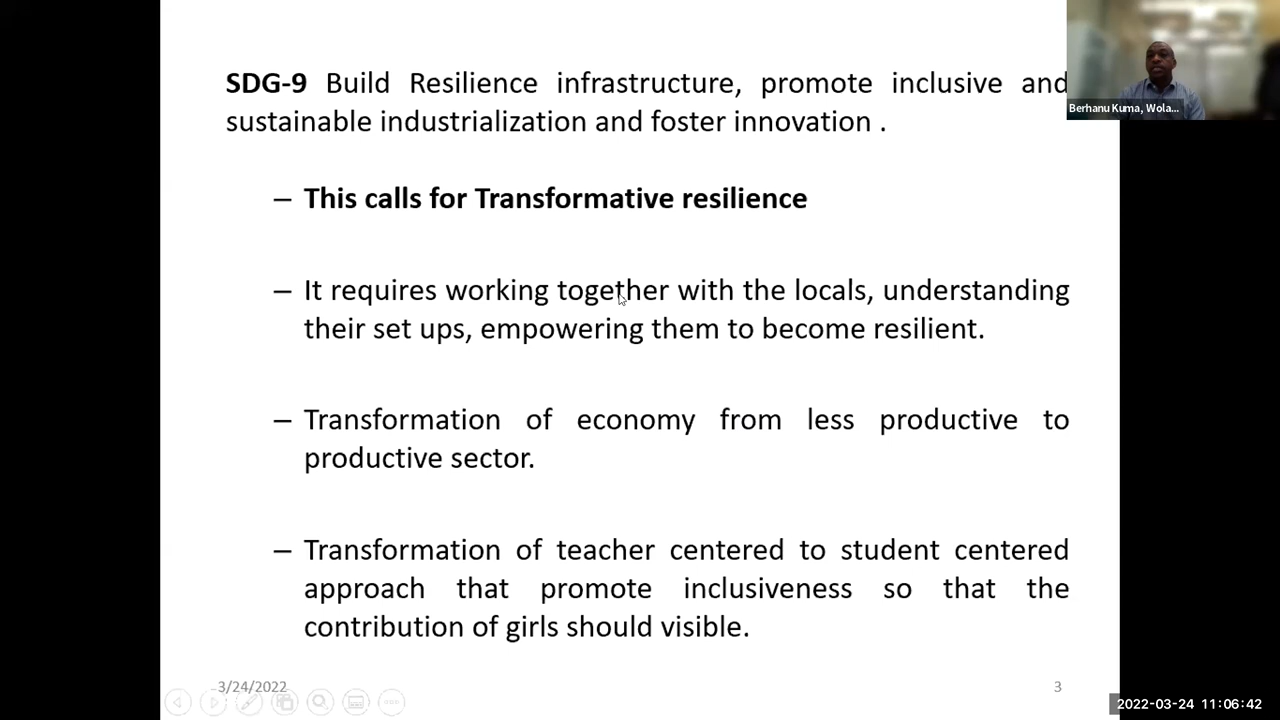 SDG-9 Build Resilience infrastructure, promote inclusive and
sustainable industrialization and foster innovation .
– This calls for Transformative resilience
– It requires working together with the locals, understanding
their set ups, empowering them to become resilient.
– Transformation of economy from less productive to
productive sector.
– Transformation of teacher centered to student centered
approach that promote inclusiveness so that the
contribution of girls should visible.
3/24/2022
3
Berhanu Kuma, Wola...
2022-03-24 11:06:42